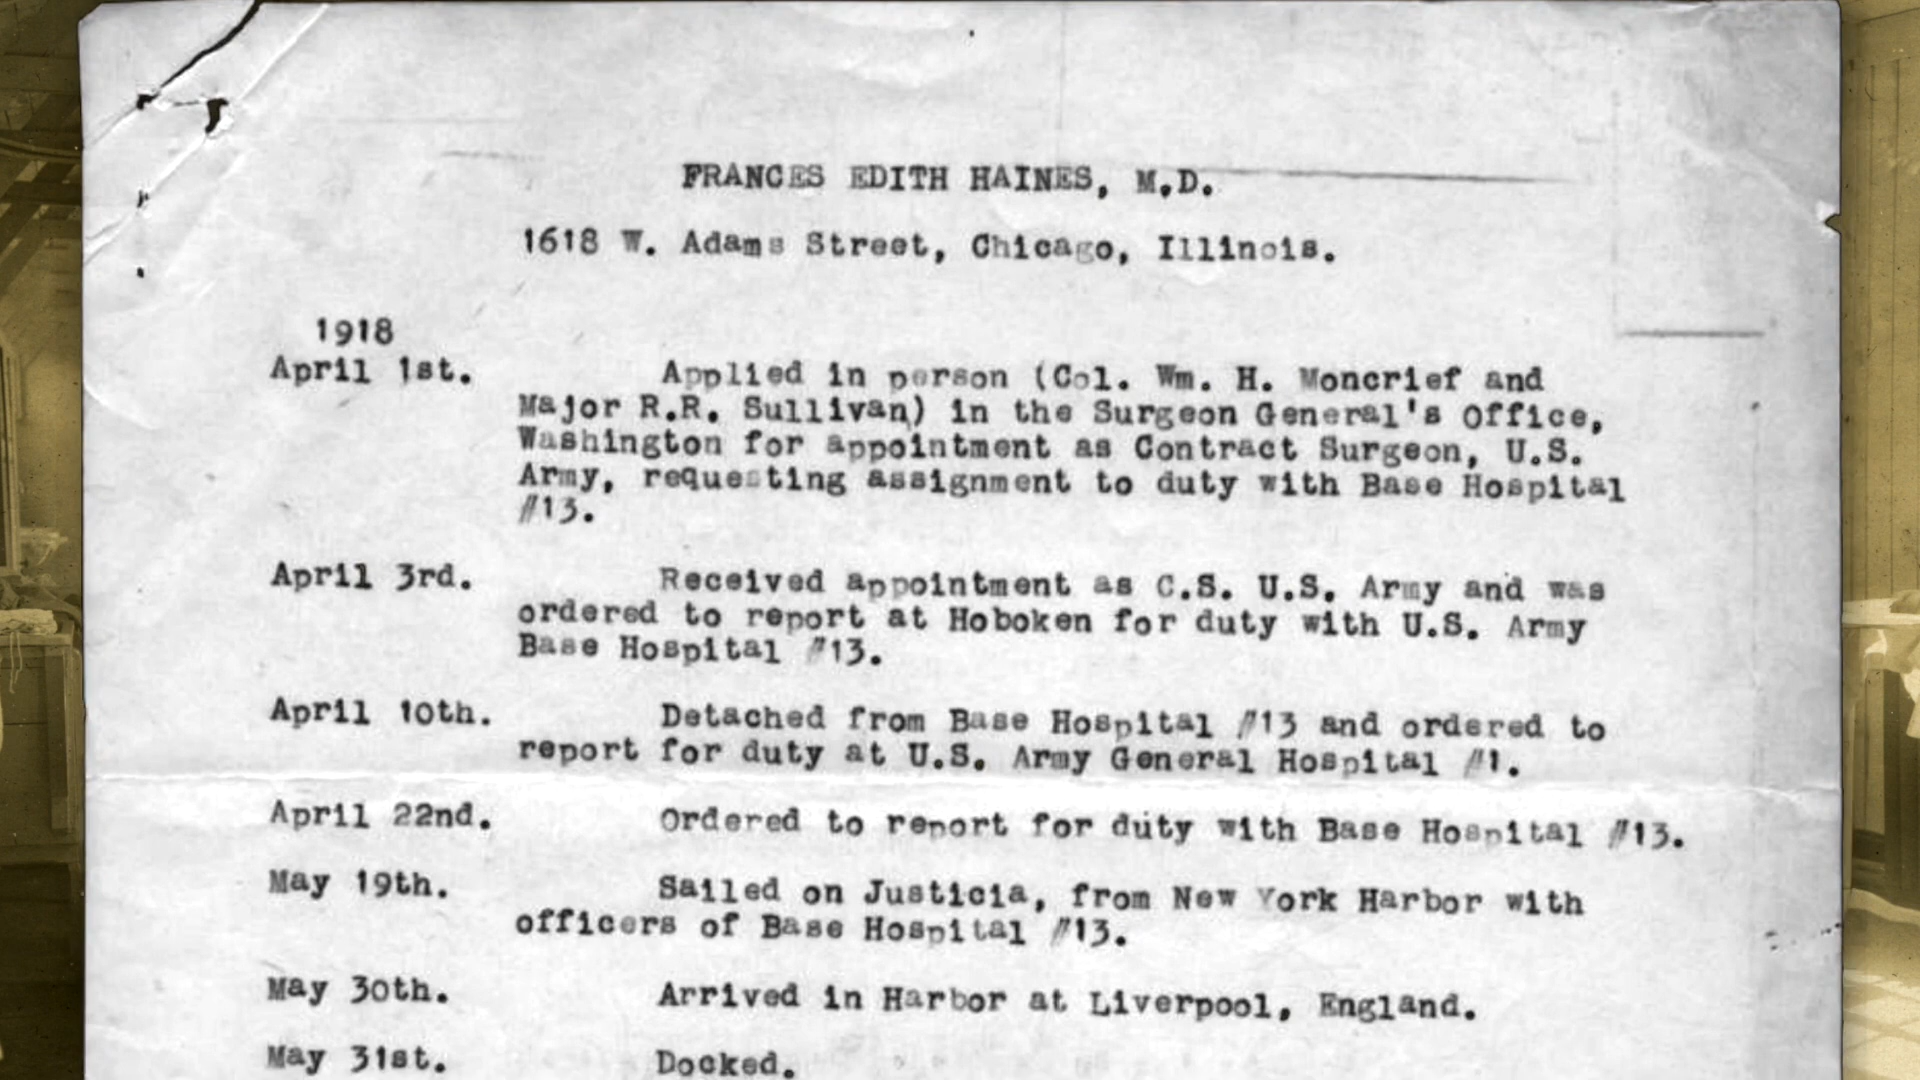 FRANCES EDITH HAINES, M.D.
1618 W. Adams Street, Chicago, Illinois.
1918
April 1st. Applied in person (Col. Wm. H. Moncrief and
Major R.R. Sullivan) in the Surgeon General's Office,
Washington for appointment as Contract Surgeon, U.S.
Army, requesting assignment to duty with Base Hospital
#13.
April 3rd. Received appointment as C.S. U.S. Army and was
ordered to report at Hoboken for duty with U.S. Army
Base Hospital #13.
April 10th. Detached from Base Hospital #13 and ordered to
report for duty at U.S. Army General Hospital #1.
April 22nd. Ordered to report for duty with Base Hospital #13.
May 19th. Sailed on Justicia, from New York Harbor with
officers of Base Hospital #13.
May 30th. Arrived in Harbor at Liverpool, England.
May 31st. Docked.